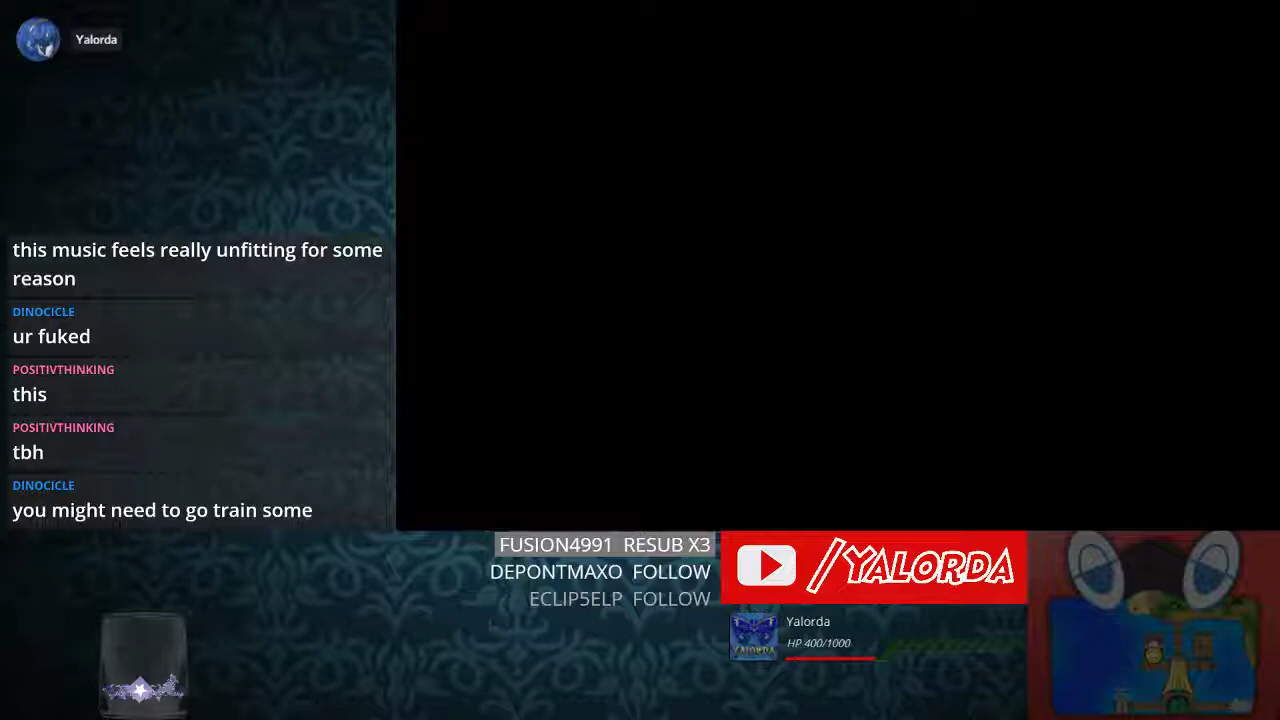 Yalorda
this music feels really unfitting for some
reason
DINOCICLE
ur fuked
POSITIVTHINKING
this
POSITIVTHINKING
tbh
DINOCICLE
you might need to go train some
FUSION4991 RESUB X3
DEPONTMAXO FOLLOW
ECLIP5ELP FOLLOW
/YALORDA
Yalorda
HP 400/1000
YALORDA